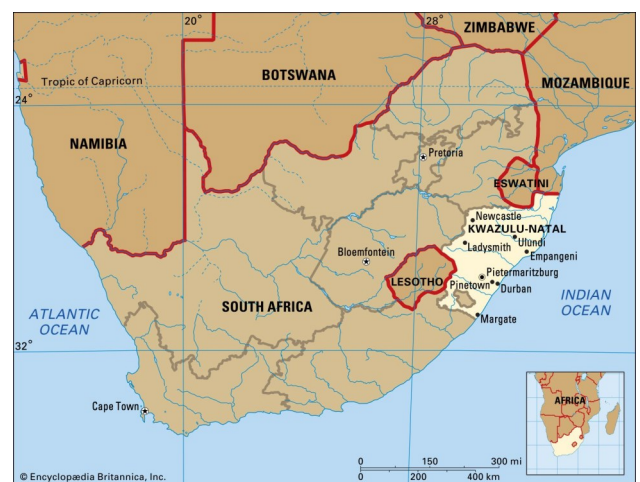 20°
28°
ZIMBABWE
BOTSWANA
MOZAMBIQUE
Tropic of Capricorn
24°
NAMIBIA
Pretoria
ESWATINI
Newcastle
KWAZULU-NATAL
Ulundi
Ladysmith
Empangeni
Bloemfontein
Pietermaritzburg
LESOTHO
Pinetown
Durban
SOUTH AFRICA
INDIAN
OCEAN
ATLANTIC
OCEAN
Margate
32°
AFRICA
Cape Town
0 150 300 mi
0 200 400 km
© Encyclopædia Britannica, Inc.